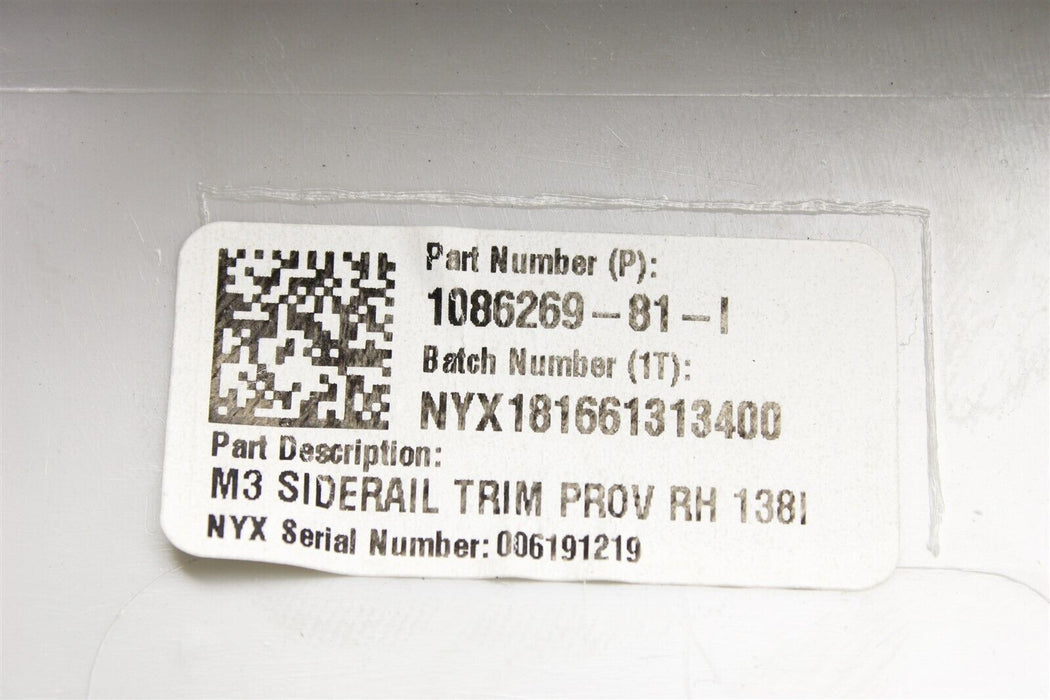 Part Number (P):
1086269-81-I
Batch Number (1T):
NYX181661313400
Part Description:
M3 SIDERAIL TRIM PROV RH 138I
NYX Serial Number: 006191219